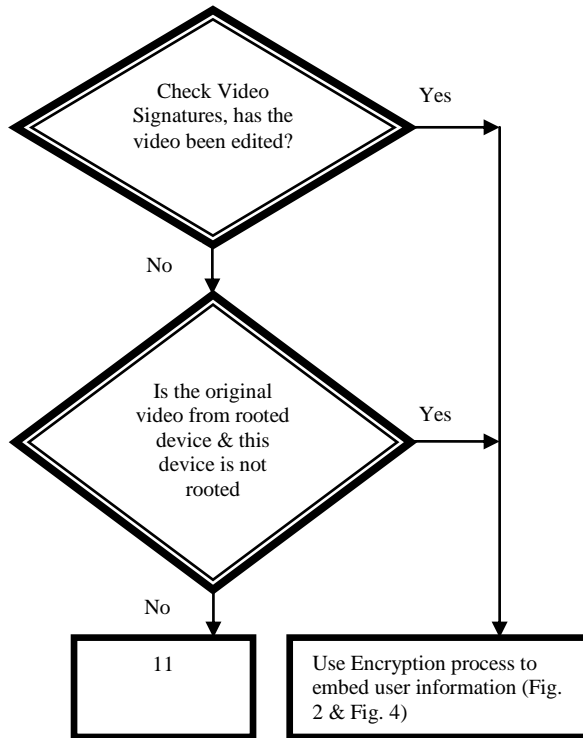 Check Video
Signatures, has the
video been edited?
Yes
No
Is the original
video from rooted
device & this
device is not
rooted
Yes
No
11
Use Encryption process to
embed user information (Fig.
2 & Fig. 4)